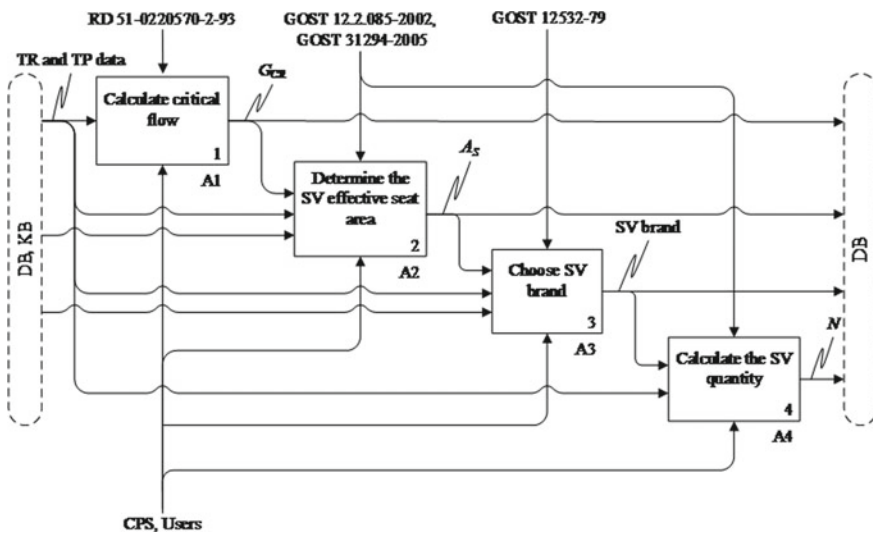 RD 51-0220570-2-93
GOST 12.2.085-2002,
GOST 31294-2005
GOST 12532-79
TR and TP data
G_CR
Calculate critical
flow
1
A1
A_S
Determine the
SV effective seat
area
2
A2
SV brand
Choose SV
brand
3
A3
N
Calculate the SV
quantity
4
A4
DB, KB
DB
CPS, Users